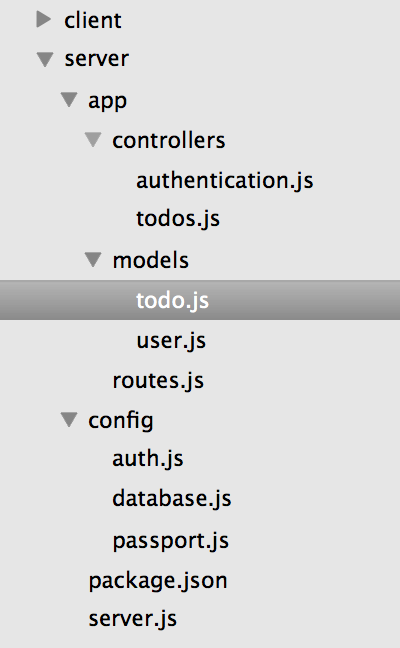 client
server
app
controllers
authentication.js
todos.js
models
todo.js
user.js
routes.js
config
auth.js
database.js
passport.js
package.json
server.js